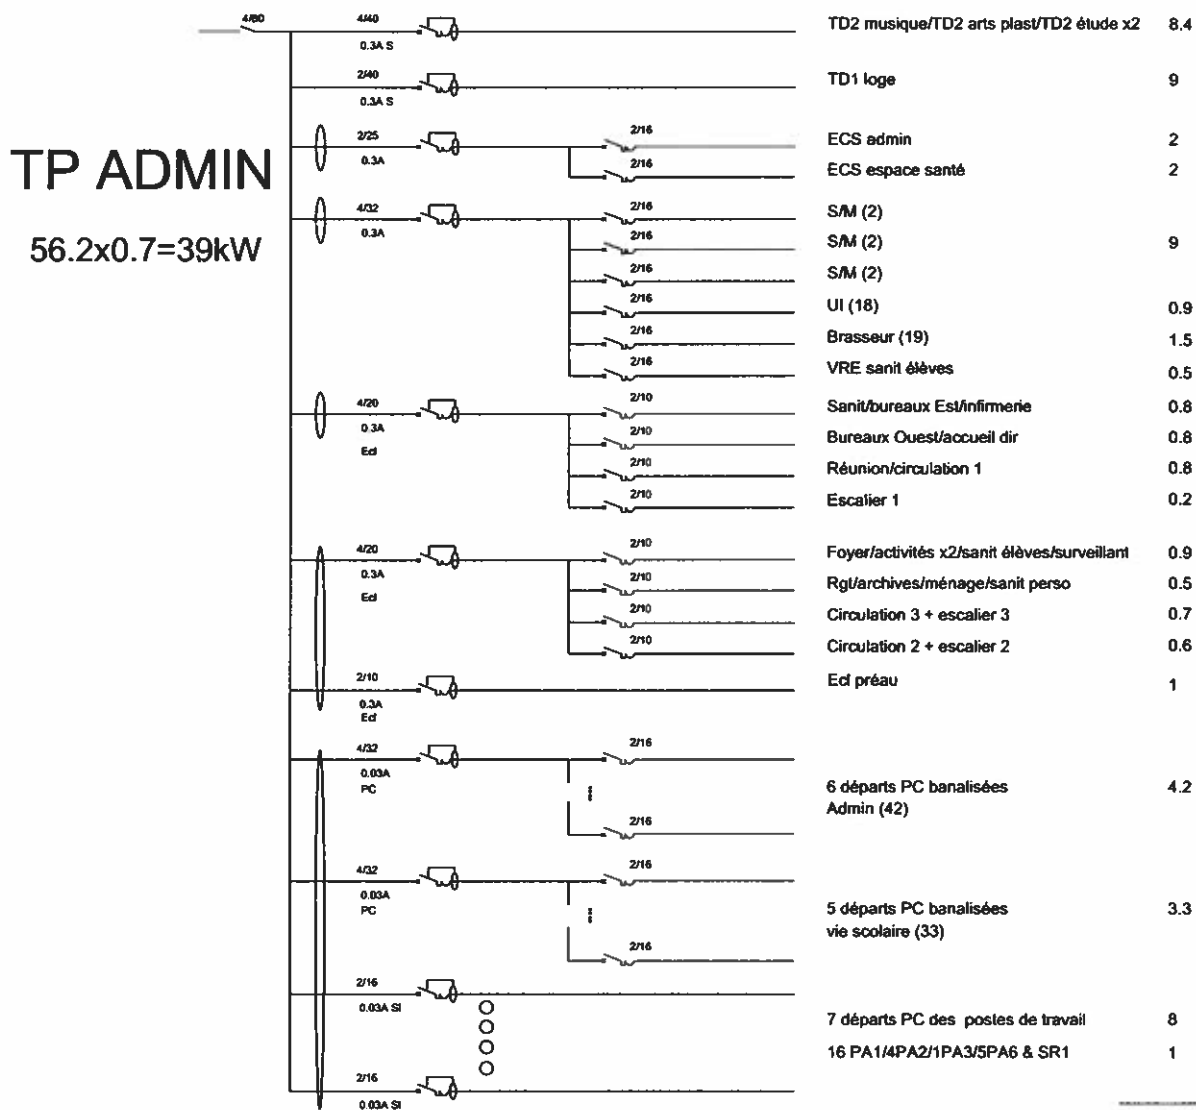 4/80
4/40
0.3A S
TD2 musique/TD2 arts plast/TD2 étude x2 8.4
2/40
0.3A S
TD1 loge 9
TP ADMIN
56.2x0.7=39kW
2/25
0.3A
2/16
ECS admin 2
2/16
ECS espace santé 2
4/32
0.3A
2/16
S/M (2)
2/16
S/M (2) 9
2/16
S/M (2)
2/16
UI (18) 0.9
2/16
Brasseur (19) 1.5
2/16
VRE sanit élèves 0.5
4/20
0.3A
Ecl
2/10
Sanit/bureaux Est/infirmerie 0.8
2/10
Bureaux Ouest/accueil dir 0.8
2/10
Réunion/circulation 1 0.8
2/10
Escalier 1 0.2
4/20
0.3A
Ecl
2/10
Foyer/activités x2/sanit élèves/surveillant 0.9
2/10
Rgt/archives/ménage/sanit perso 0.5
2/10
Circulation 3 + escalier 3 0.7
2/10
Circulation 2 + escalier 2 0.6
2/10
0.3A
Ecl
Ecl préau 1
4/32
0.03A
PC
2/16
6 départs PC banalisées 4.2
Admin (42)
2/16
4/32
0.03A
PC
2/16
5 départs PC banalisées 3.3
vie scolaire (33)
2/16
2/16
0.03A SI
7 départs PC des postes de travail 8
16 PA1/4PA2/1PA3/5PA6 & SR1 1
2/16
0.03A SI